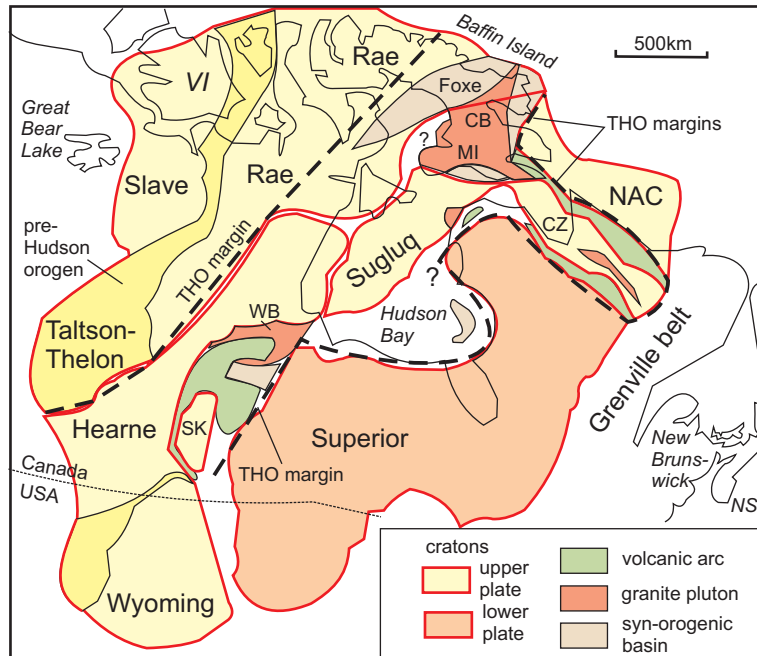 Baffin Island
500km
VI
Rae
Foxe
Great
Bear
Lake
CB
THO margins
?
MI
Slave
Rae
NAC
pre-
Hudson
orogen
THO margin
CZ
Sugluq
?
WB
Hudson
Bay
Taltson-
Thelon
Grenville belt
Hearne
SK
Superior
New
Bruns-
wick
Canada
USA
THO margin
NS
Wyoming
cratons
upper
plate
lower
plate
volcanic arc
granite pluton
syn-orogenic
basin